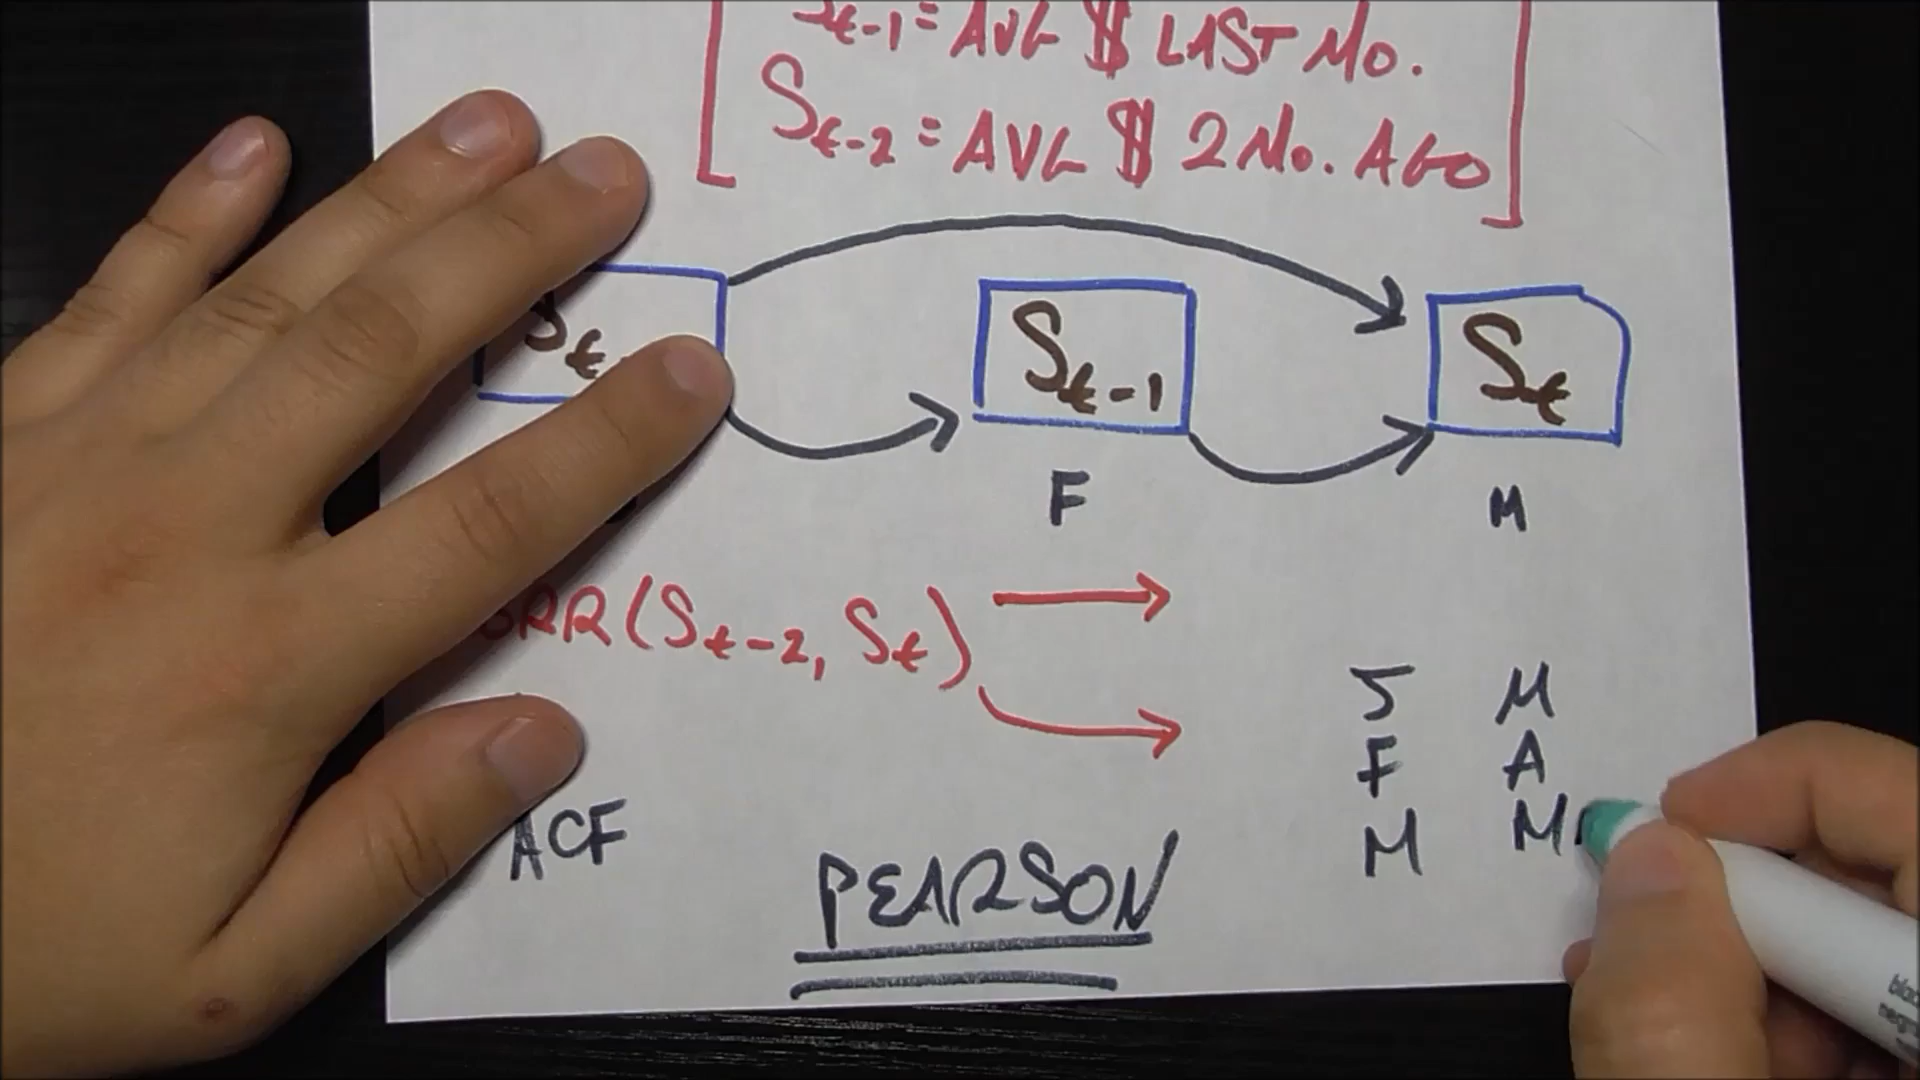 St-1 = AVG $ LAST MO.
St-2 = AVG $ 2 MO. AGO
St-1
St
F
M
(St-2, St)
J M
F A
M M
ACF
PEARSON